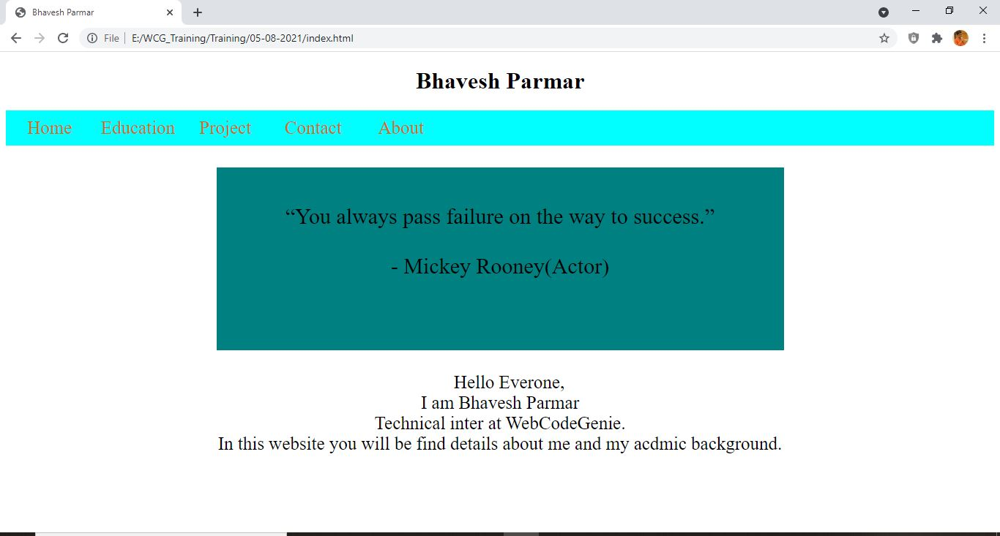 Bhavesh Parmar
File E:/WCG_Training/Training/05-08-2021/index.html
Bhavesh Parmar
Home Education Project Contact About
“You always pass failure on the way to success.”
- Mickey Rooney(Actor)
Hello Everone,
I am Bhavesh Parmar
Technical inter at WebCodeGenie.
In this website you will be find details about me and my acdmic background.